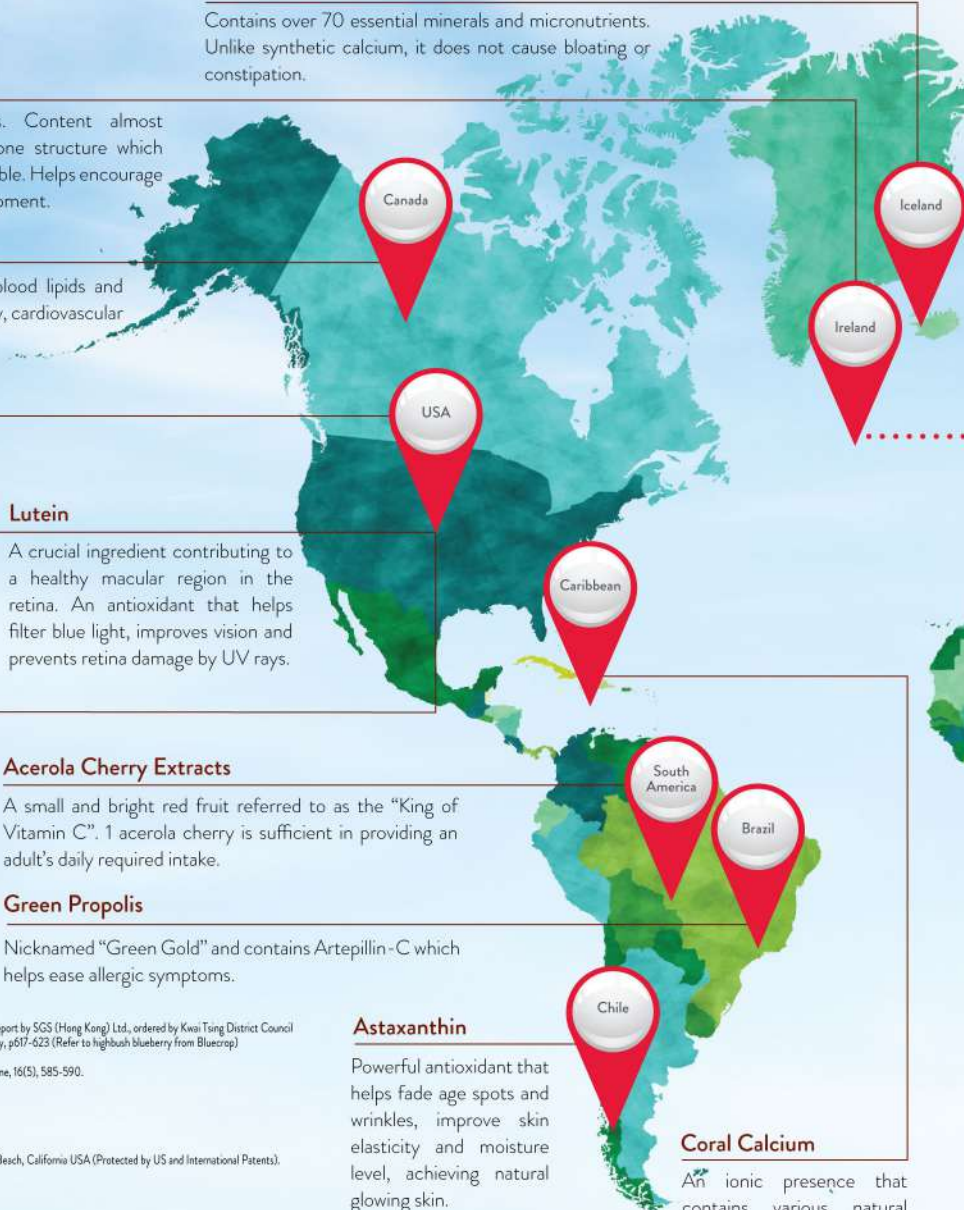 Contains over 70 essential minerals and micronutrients.
Unlike synthetic calcium, it does not cause bloating or
constipation.
Content almost
one structure which
Helps encourage
Canada
Iceland
blood lipids and
cardiovascular
Ireland
USA
Lutein
A crucial ingredient contributing to
a healthy macular region in the
retina. An antioxidant that helps
filter blue light, improves vision and
prevents retina damage by UV rays.
Caribbean
Acerola Cherry Extracts
A small and bright red fruit referred to as the “King of
Vitamin C”. 1 acerola cherry is sufficient in providing an
adult’s daily required intake.
South
America
Brazil
Green Propolis
Nicknamed “Green Gold” and contains Artepillin-C which
helps ease allergic symptoms.
Chile
port by SGS (Hong Kong) Ltd., ordered by Kwai Tsing District Council
y, p617-623 (Refer to highbush blueberry from Bluecrop)
ne, 16(5), 585-590.
Beach, California USA (Protected by US and International Patents).
Astaxanthin
Powerful antioxidant that
helps fade age spots and
wrinkles, improve skin
elasticity and moisture
level, achieving natural
glowing skin.
Coral Calcium
An ionic presence that
contains various natural